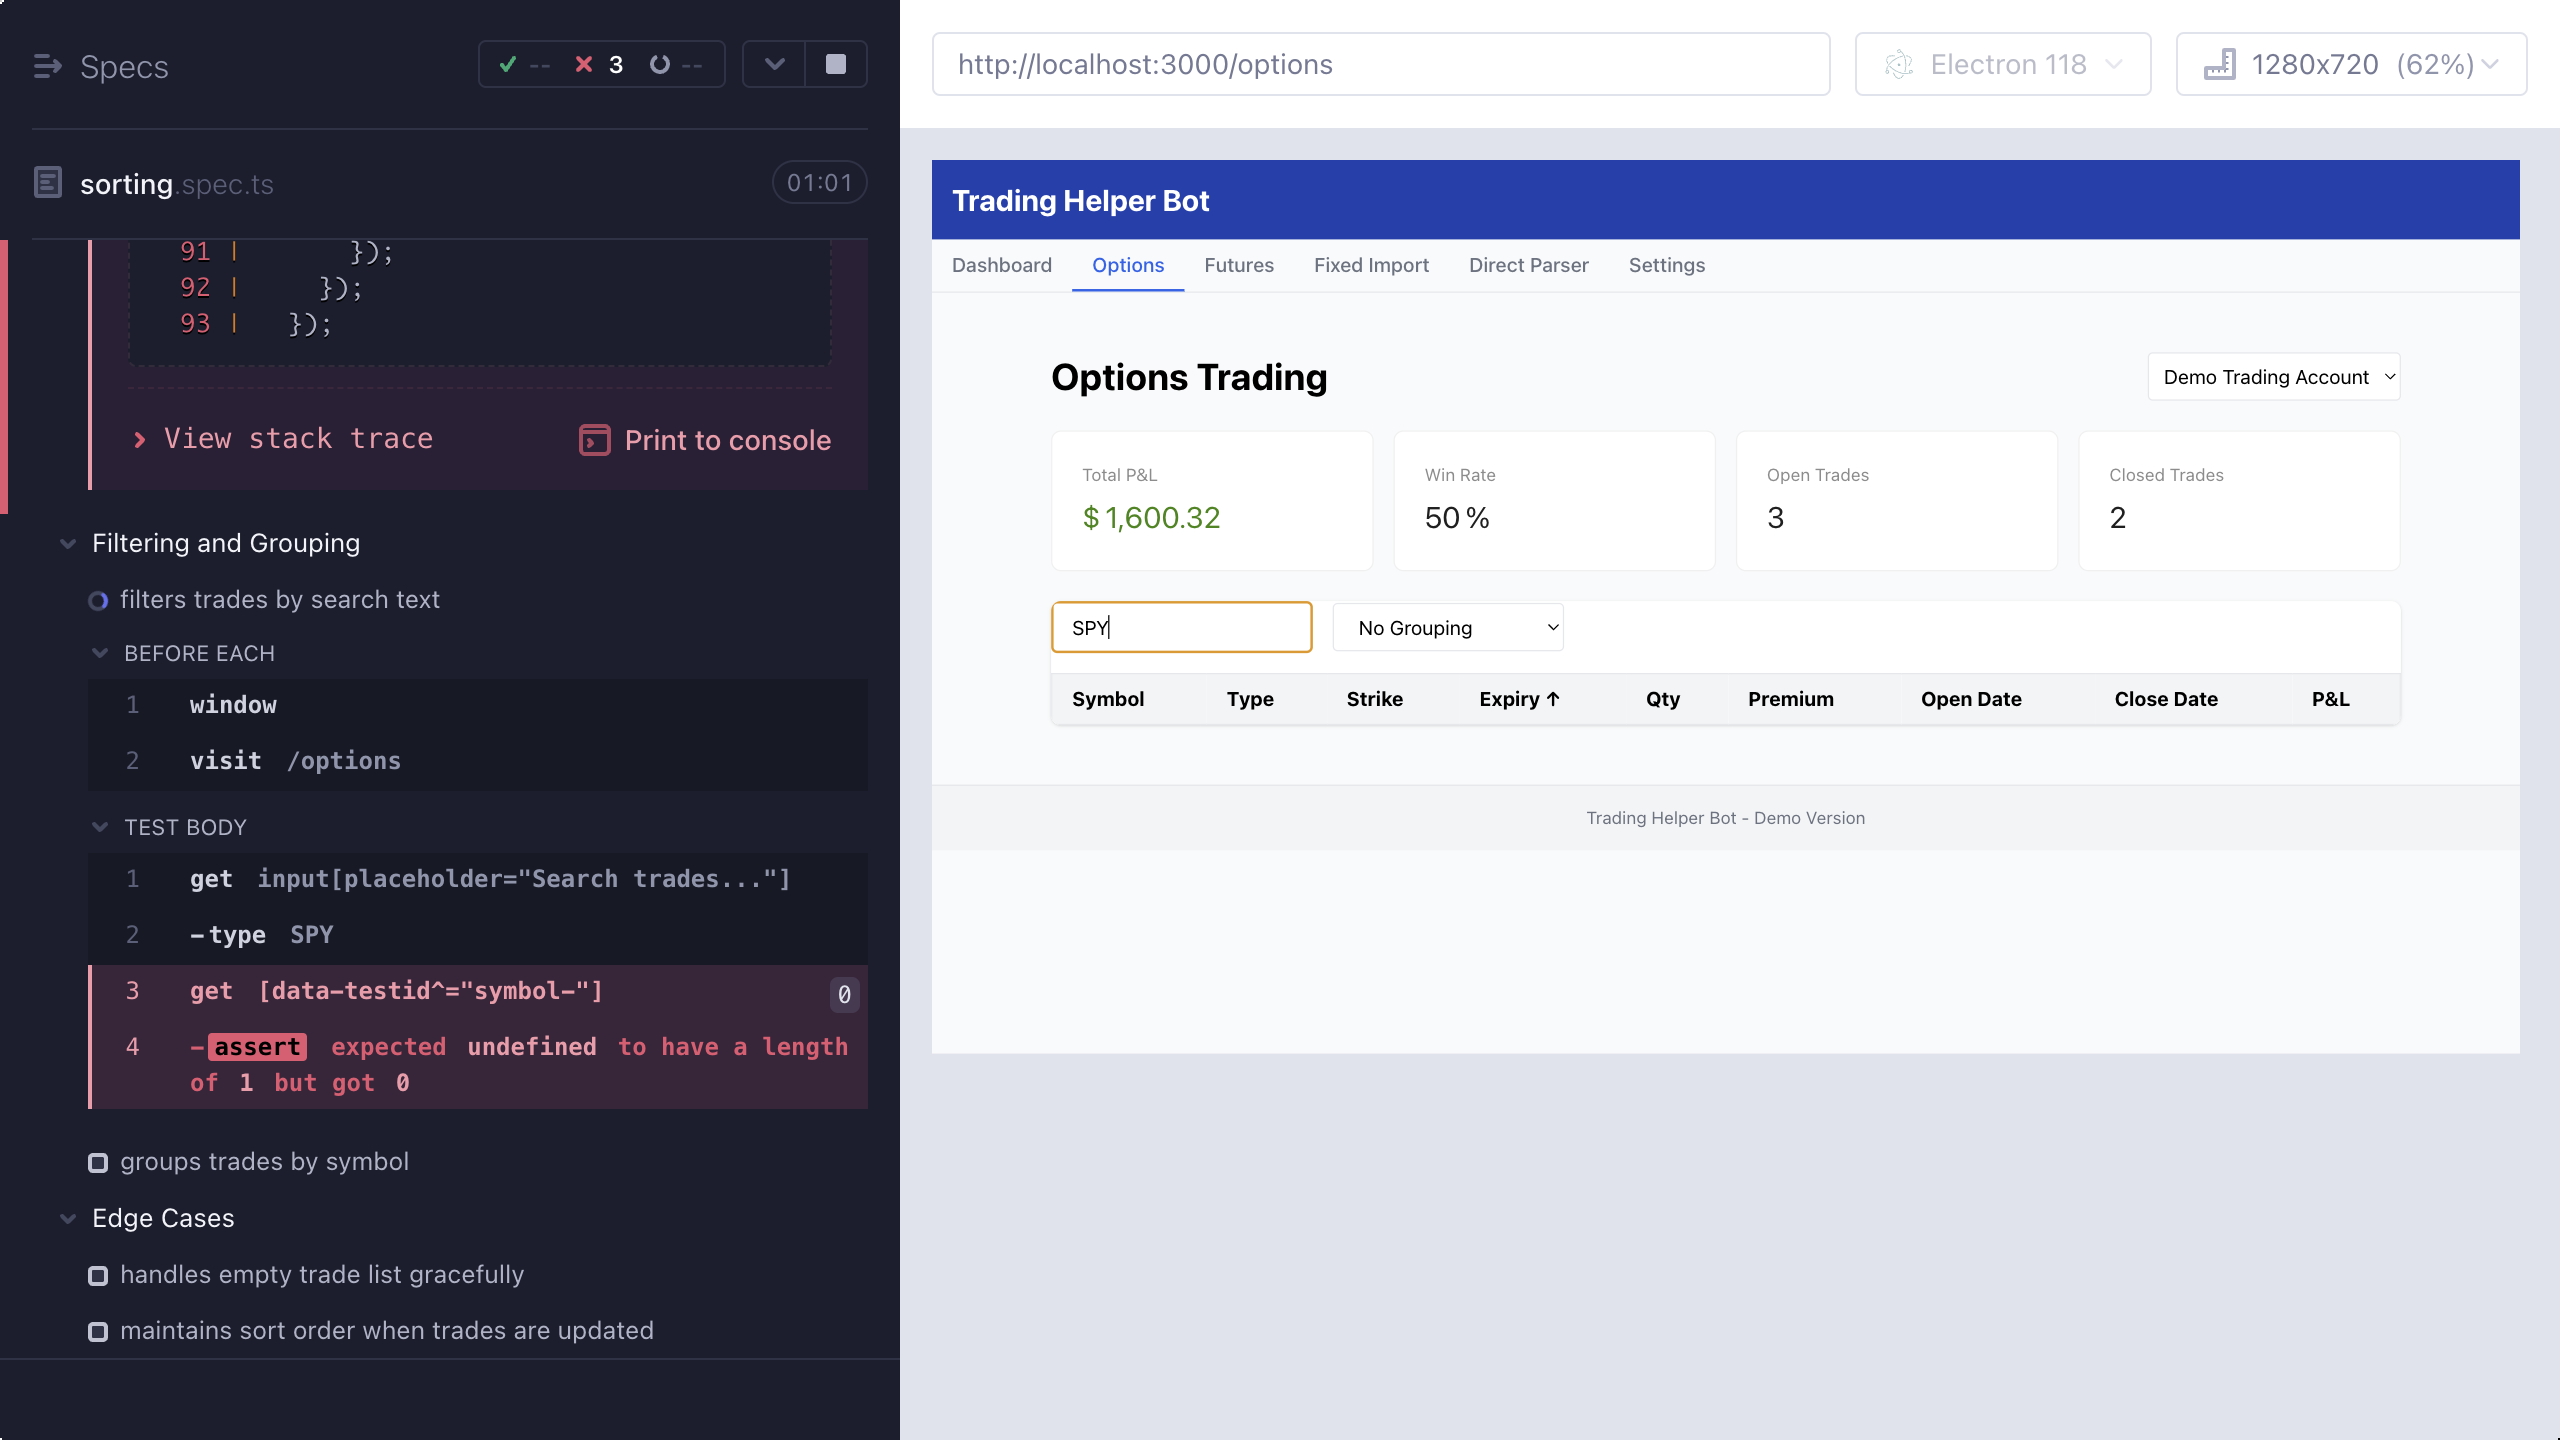 Specs
-- 3 --
sorting.spec.ts
01:01
91 | });
92 | });
93 | });
View stack trace
Print to console
Filtering and Grouping
filters trades by search text
BEFORE EACH
1 window
2 visit /options
TEST BODY
1 get input[placeholder="Search trades..."]
2 -type SPY
3 get [data-testid^="symbol-"] 0
4 -assert expected undefined to have a length
of 1 but got 0
groups trades by symbol
Edge Cases
handles empty trade list gracefully
maintains sort order when trades are updated
http://localhost:3000/options
Electron 118
1280x720 (62%)
Trading Helper Bot
Dashboard Options Futures Fixed Import Direct Parser Settings
Options Trading
Demo Trading Account
Total P&L
$ 1,600.32
Win Rate
50 %
Open Trades
3
Closed Trades
2
SPY
No Grouping
Symbol Type Strike Expiry ↑ Qty Premium Open Date Close Date P&L
Trading Helper Bot - Demo Version